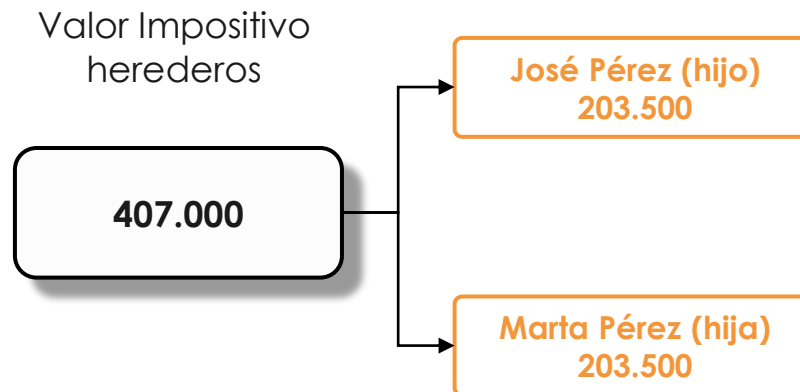 Valor Impositivo
herederos
407.000
José Pérez (hijo)
203.500
Marta Pérez (hija)
203.500